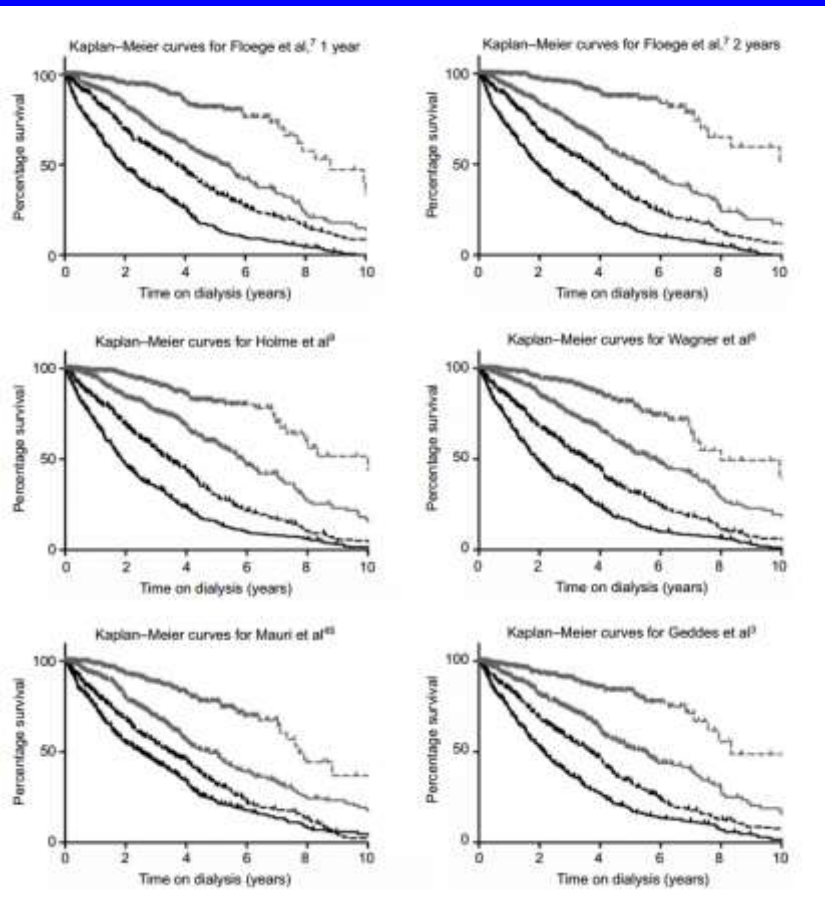 Kaplan–Meier curves for Floege et al,⁷ 1 year
Percentage survival
100
50
0
0 2 4 6 8 10
Time on dialysis (years)
Kaplan–Meier curves for Floege et al,⁷ 2 years
Percentage survival
100
50
0
0 2 4 6 8 10
Time on dialysis (years)
Kaplan–Meier curves for Holme et al⁹
Percentage survival
100
50
0
0 2 4 6 8 10
Time on dialysis (years)
Kaplan–Meier curves for Wagner et al⁶
Percentage survival
100
50
0
0 2 4 6 8 10
Time on dialysis (years)
Kaplan–Meier curves for Mauri et al⁴⁵
Percentage survival
100
50
0
0 2 4 6 8 10
Time on dialysis (years)
Kaplan–Meier curves for Geddes et al³
Percentage survival
100
50
0
0 2 4 6 8 10
Time on dialysis (years)